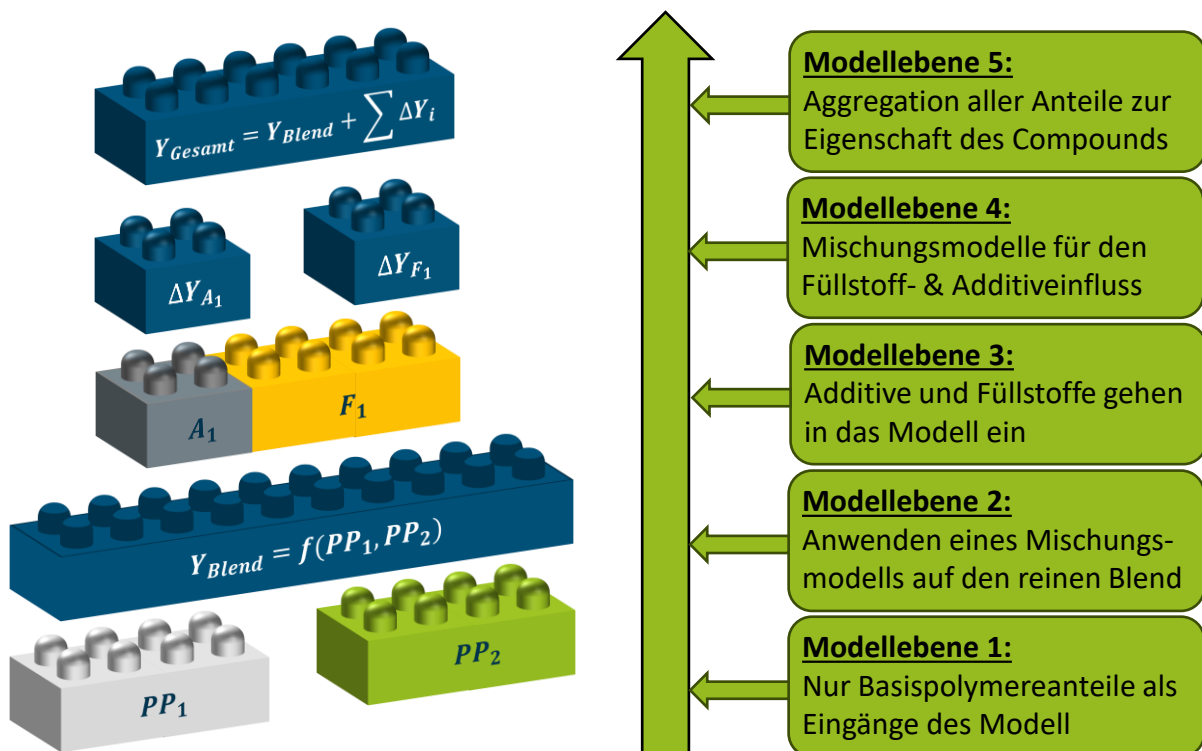 Y_Gesamt = Y_Blend + ∑ ΔY_i
ΔY_A₁
ΔY_F₁
A₁
F₁
Y_Blend = f(PP₁, PP₂)
PP₁
PP₂
Modellebene 5:
Aggregation aller Anteile zur
Eigenschaft des Compounds
Modellebene 4:
Mischungsmodelle für den
Füllstoff- & Additiveinfluss
Modellebene 3:
Additive und Füllstoffe gehen
in das Modell ein
Modellebene 2:
Anwenden eines Mischungs-
modells auf den reinen Blend
Modellebene 1:
Nur Basispolymereanteile als
Eingänge des Modell